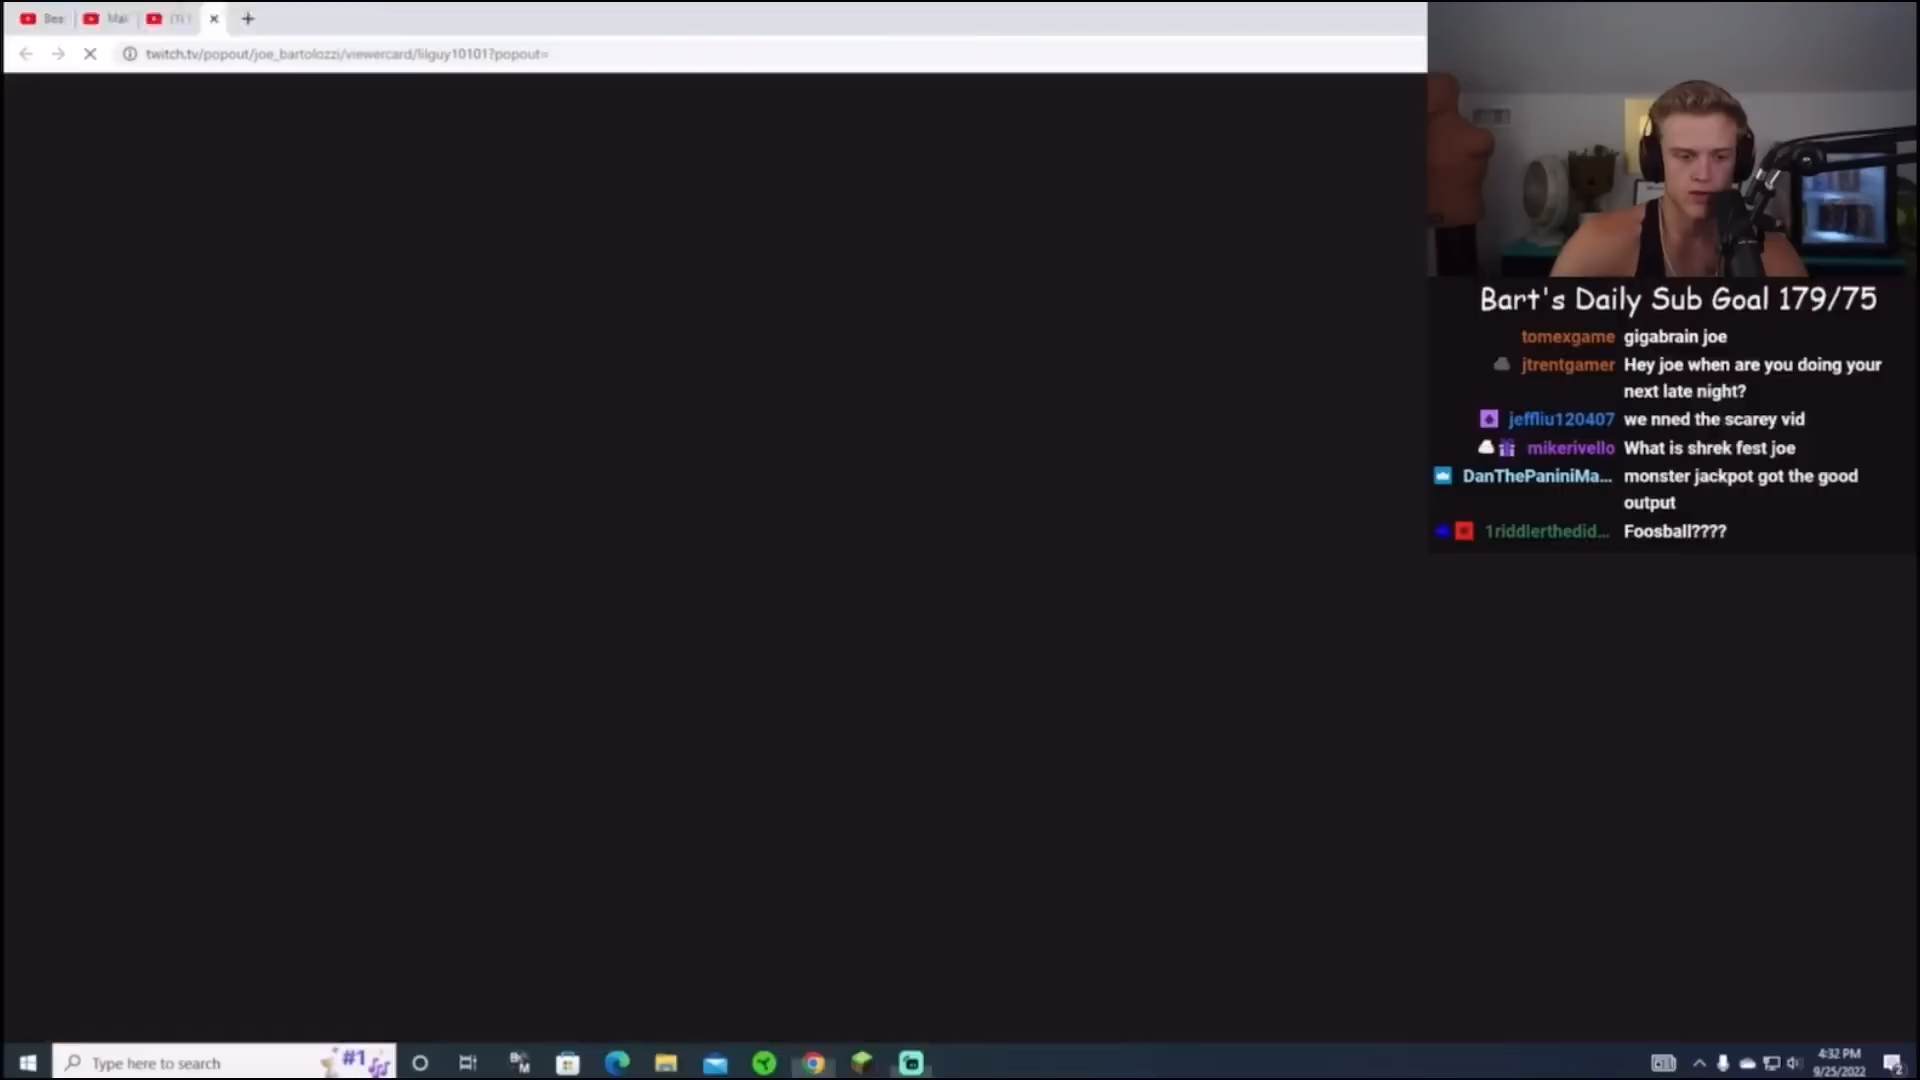 Bea
Mai
twitch.tv/popout/joe_bartolozzi/viewercard/lilguy10101?popout=
Bart's Daily Sub Goal 179/75
tomexgame gigabrain joe
jtrentgamer Hey joe when are you doing your
next late night?
jeffliu120407 we nned the scarey vid
mikerivello What is shrek fest joe
DanThePaniniMa... monster jackpot got the good
output
1riddlerthedid... Foosball????
Type here to search
#1
4:32 PM
9/25/2022